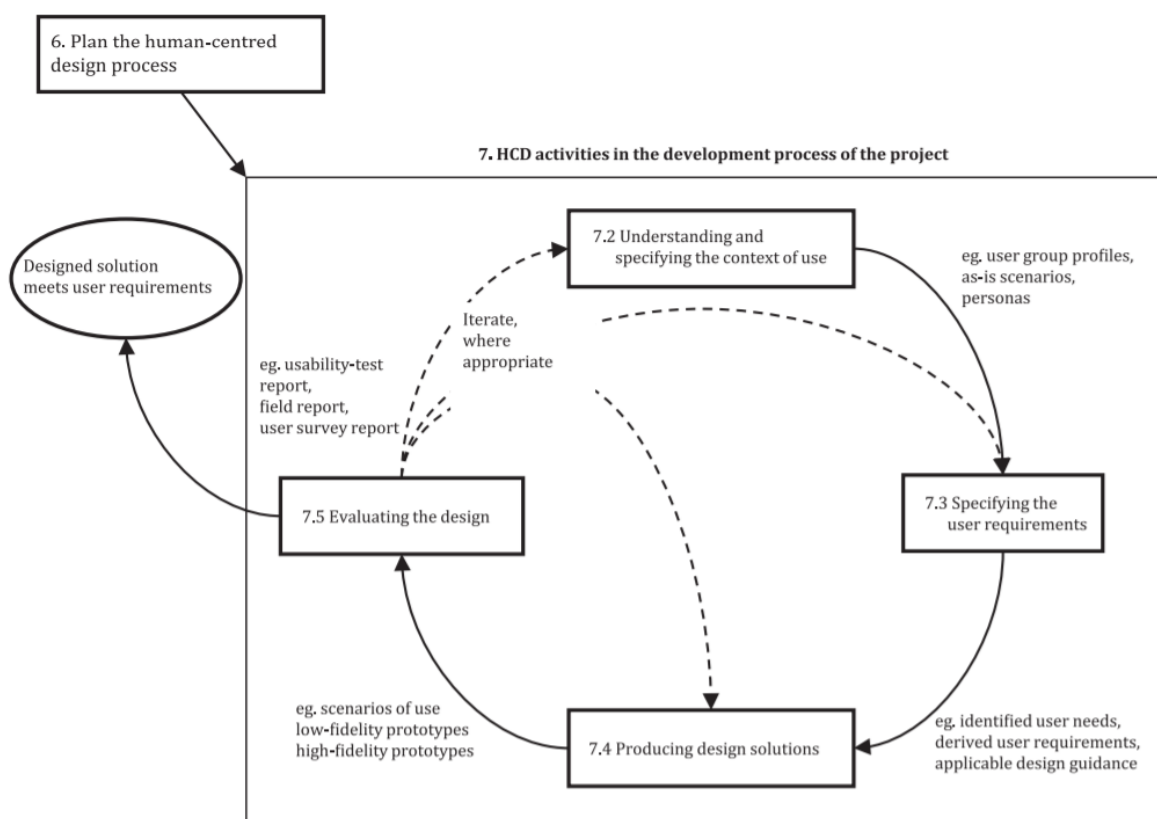 6. Plan the human-centred
design process
7. HCD activities in the development process of the project
7.2 Understanding and
specifying the context of use
eg. user group profiles,
as-is scenarios,
personas
Designed solution
meets user requirements
Iterate,
where
appropriate
eg. usability-test
report,
field report,
user survey report
7.5 Evaluating the design
7.3 Specifying the
user requirements
eg. scenarios of use
low-fidelity prototypes
high-fidelity prototypes
7.4 Producing design solutions
eg. identified user needs,
derived user requirements,
applicable design guidance